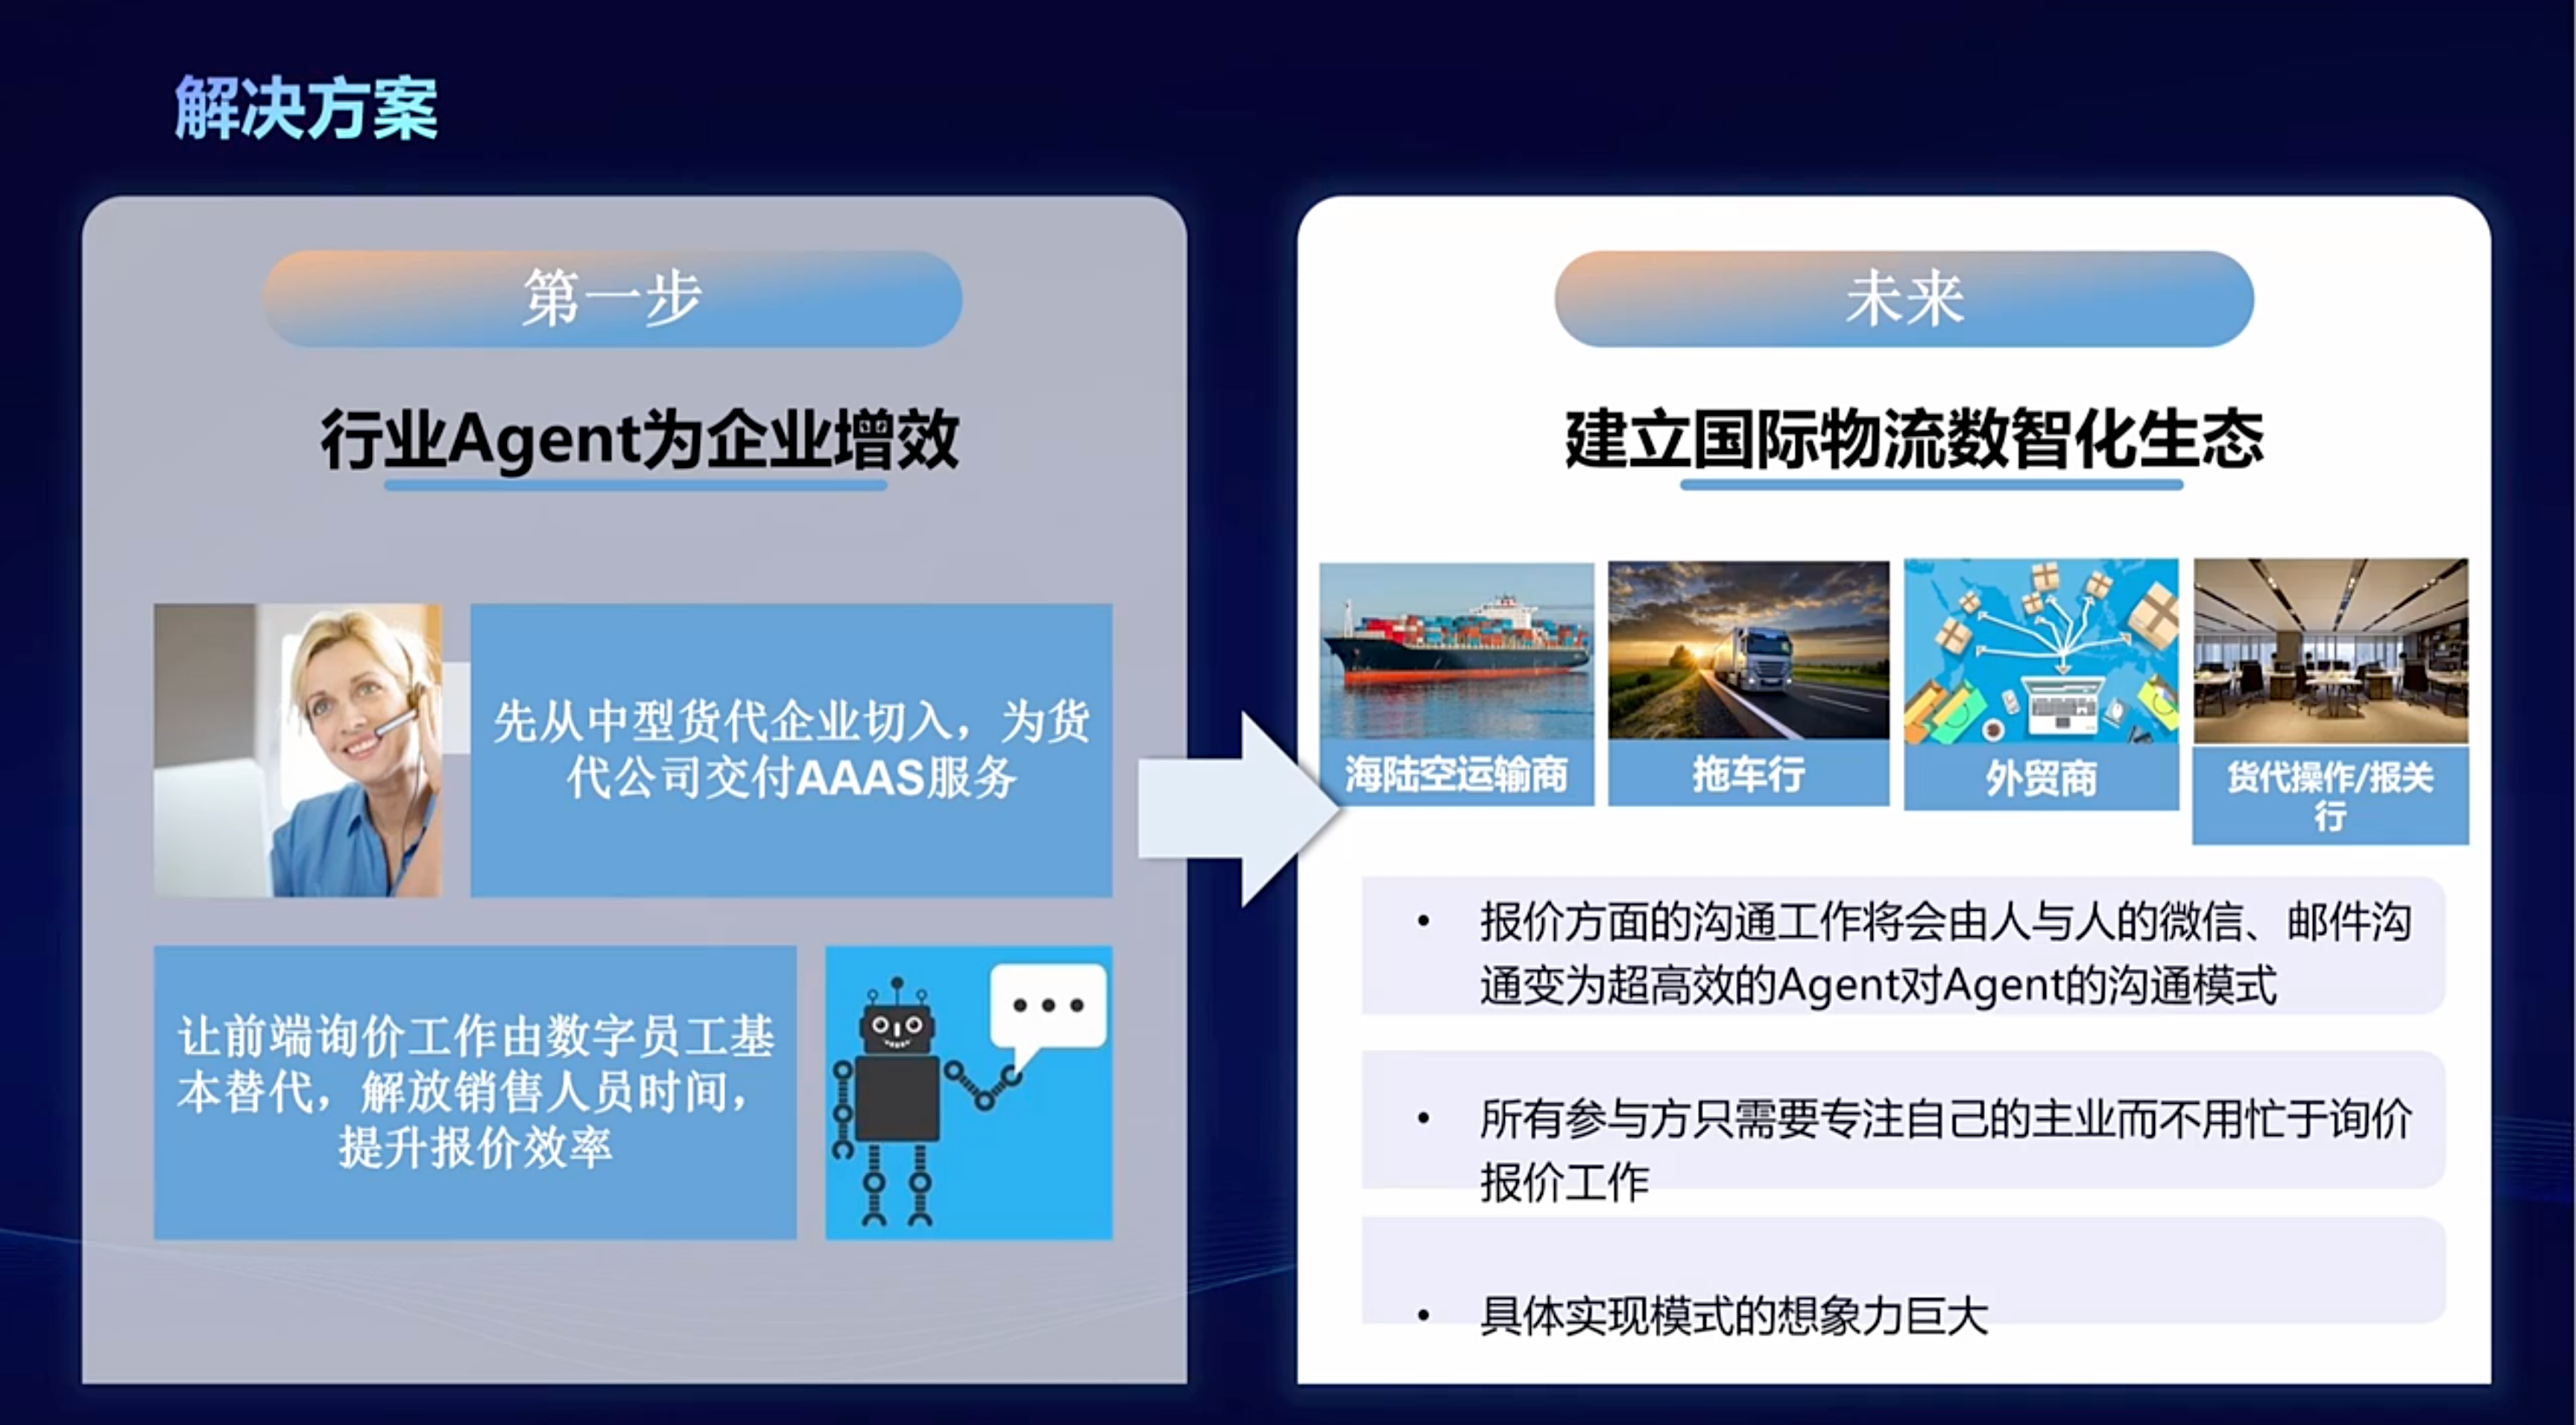 解决方案
第一步
行业Agent为企业增效
先从中型货代企业切入，为货
代公司交付AAAS服务
让前端询价工作由数字员工基
本替代，解放销售人员时间，
提升报价效率
未来
建立国际物流数智化生态
海陆空运输商
拖车行
外贸商
货代操作/报关
行
• 报价方面的沟通工作将会由人与人的微信、邮件沟
通变为超高效的Agent对Agent的沟通模式
• 所有参与方只需要专注自己的主业而不用忙于询价
报价工作
• 具体实现模式的想象力巨大